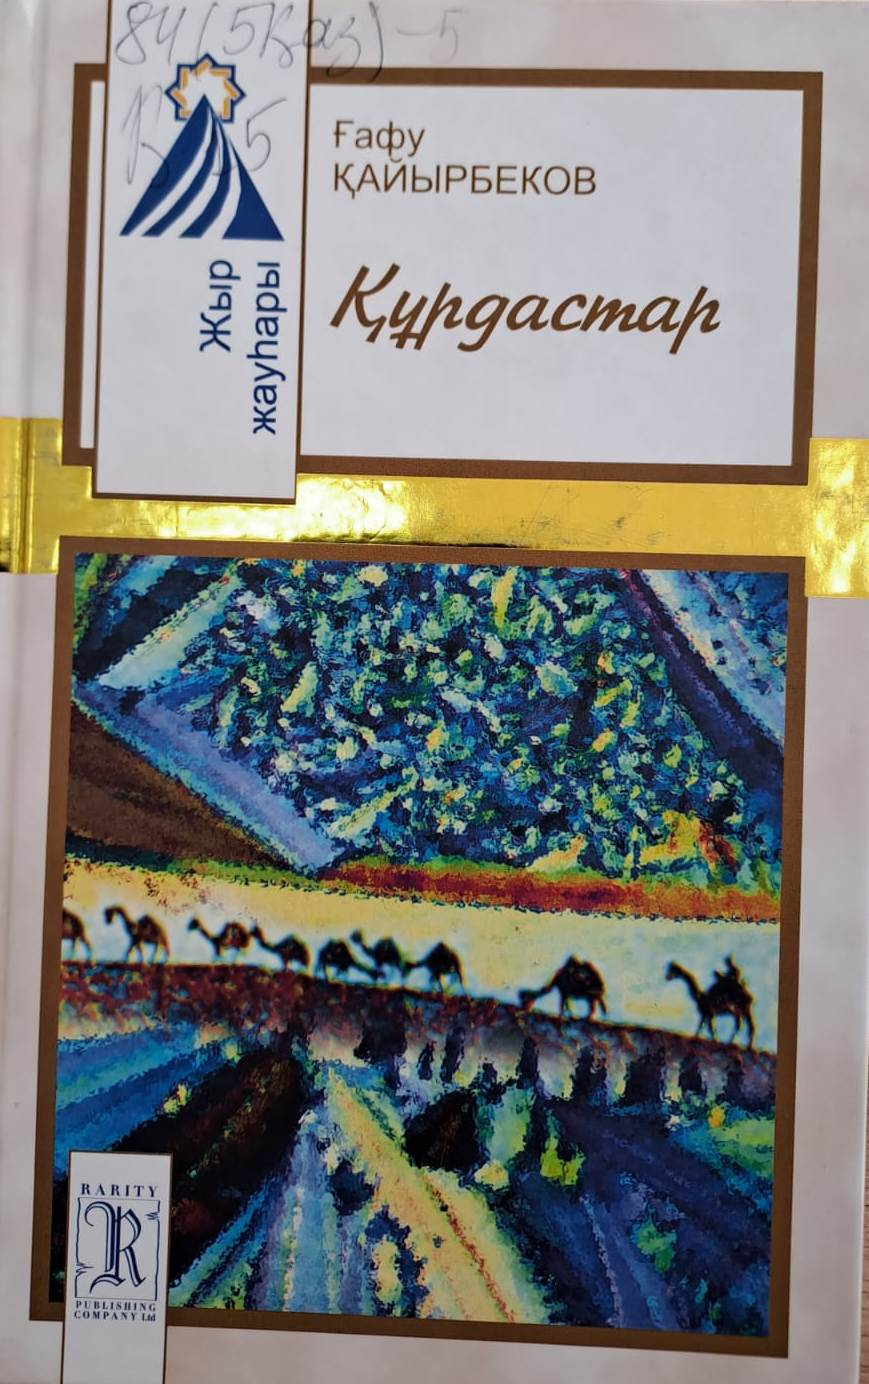 84(5Қаз)-5
Ғафу
ҚАЙЫРБЕКОВ
Құрдастар
Жыр
жауһары
RARITY
R
PUBLISHING
COMPANY Ltd